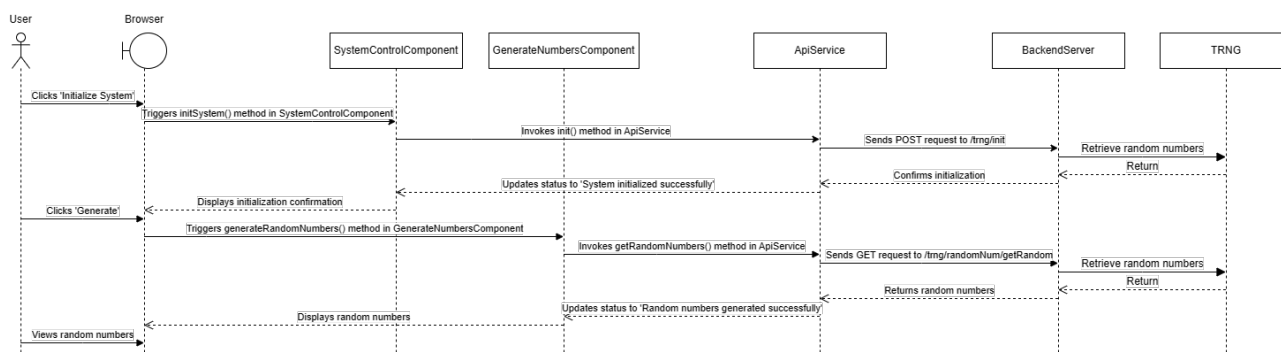 User
Browser
SystemControlComponent
GenerateNumbersComponent
ApiService
BackendServer
TRNG
Clicks 'Initialize System'
Triggers initSystem() method in SystemControlComponent
Invokes init() method in ApiService
Sends POST request to /trng/init
Retrieve random numbers
Return
Confirms initialization
Updates status to 'System initialized successfully'
Displays initialization confirmation
Clicks 'Generate'
Triggers generateRandomNumbers() method in GenerateNumbersComponent
Invokes getRandomNumbers() method in ApiService
Sends GET request to /trng/randomNum/getRandom
Retrieve random numbers
Return
Returns random numbers
Updates status to 'Random numbers generated successfully'
Displays random numbers
Views random numbers